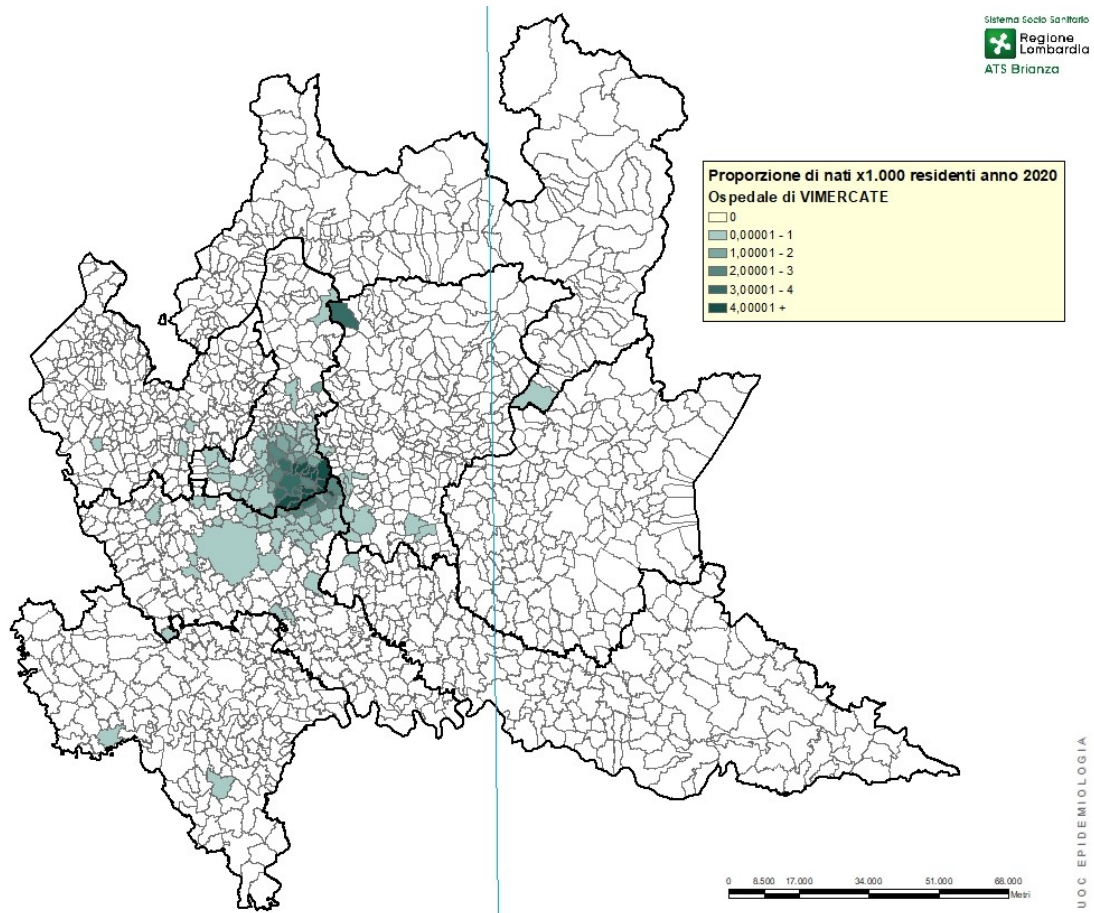 Sistema Socio Sanitario
Regione
Lombardia
ATS Brianza
Proporzione di nati x1.000 residenti anno 2020
Ospedale di VIMERCATE
0
0,00001 - 1
1,00001 - 2
2,00001 - 3
3,00001 - 4
4,00001 +
0 8.500 17.000 34.000 51.000 68.000
Metri
UOC EPIDEMIOLOGIA